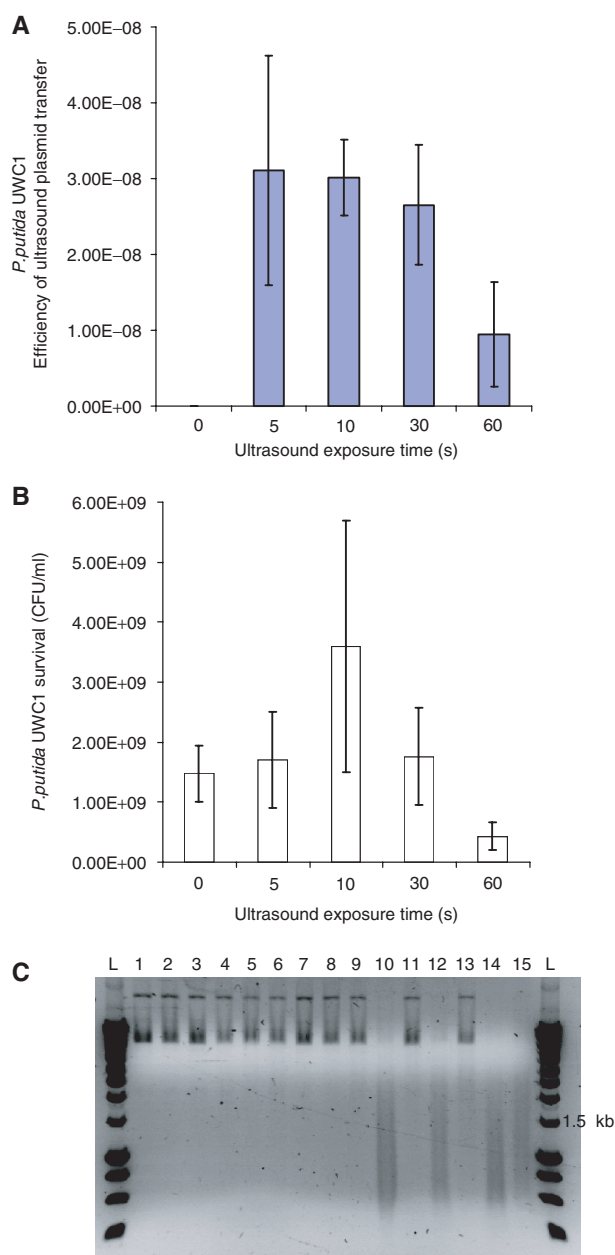 A
P.putida UWC1
Efficiency of ultrasound plasmid transfer
5.00E–08
4.00E–08
3.00E–08
2.00E–08
1.00E–08
0.00E+00
0 5 10 30 60
Ultrasound exposure time (s)
B
P.putida UWC1 survival (CFU/ml)
6.00E+09
5.00E+09
4.00E+09
3.00E+09
2.00E+09
1.00E+09
0.00E+00
0 5 10 30 60
Ultrasound exposure time (s)
C
L 1 2 3 4 5 6 7 8 9 10 11 12 13 14 15 L
1.5 kb